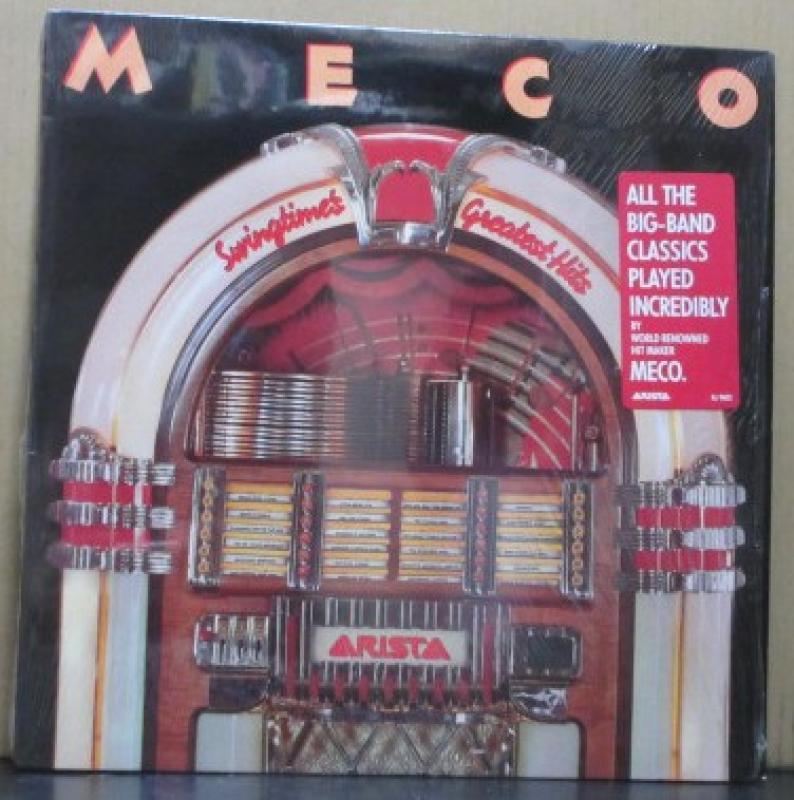 MECO
Swingtime's Greatest Hits
ALL THE
BIG-BAND
CLASSICS
PLAYED
INCREDIBLY
BY
WORLD RENOWNED
HIT MAKER
MECO.
ARISTA
ARISTA